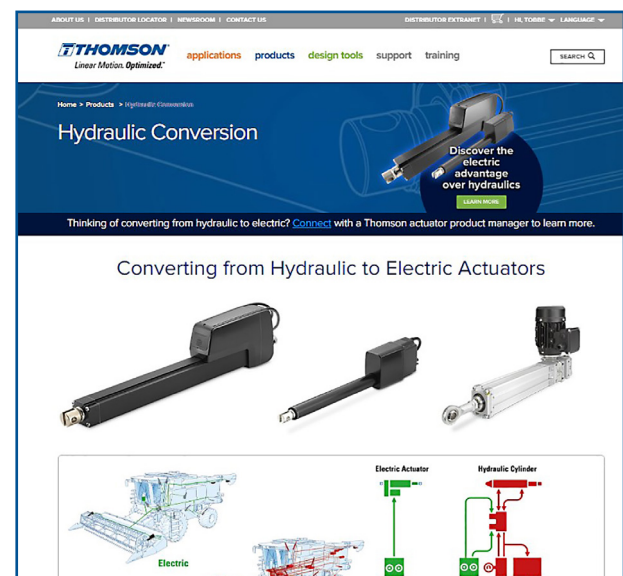 ABOUT US | DISTRIBUTOR LOCATOR | NEWSROOM | CONTACT US
DISTRIBUTOR EXTRANET | HI, TOBBE LANGUAGE
THOMSON
Linear Motion. Optimized.™
applications products design tools support training
SEARCH
Home > Products > Hydraulic Conversion
Hydraulic Conversion
Discover the
electric
advantage
over hydraulics
LEARN MORE
Thinking of converting from hydraulic to electric? Connect with a Thomson actuator product manager to learn more.
Converting from Hydraulic to Electric Actuators
Electric Actuator
Hydraulic Cylinder
Electric